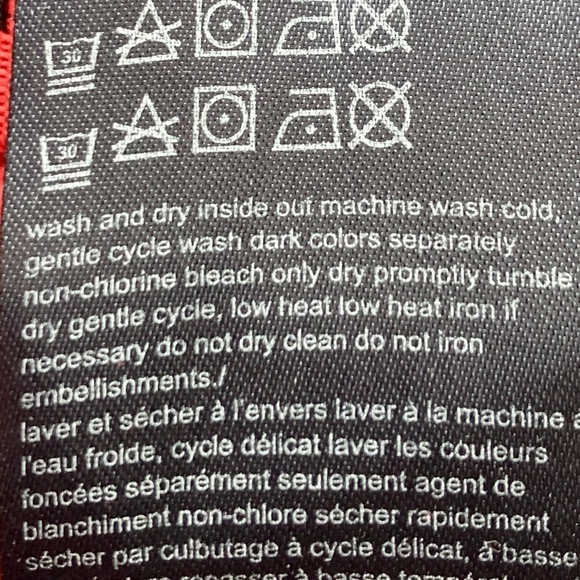 30
30
wash and dry inside out machine wash cold,
gentle cycle wash dark colors separately
non-chlorine bleach only dry promptly tumble
dry gentle cycle, low heat low heat iron if
necessary do not dry clean do not iron
embellishments./
laver et sécher à l'envers laver à la machine à
l'eau froide, cycle délicat laver les couleurs
foncées séparément seulement agent de
blanchiment non-chlore sécher rapidement
sécher par culbutage à cycle délicat, à basse
à basse